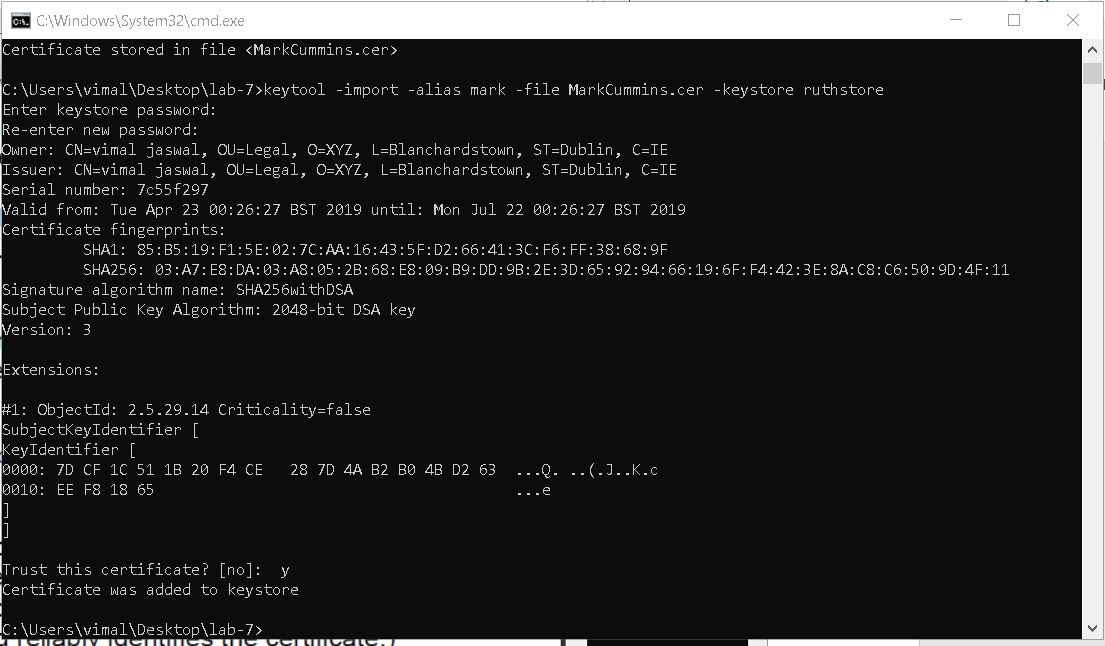 C:\Windows\System32\cmd.exe
Certificate stored in file <MarkCummins.cer>
C:\Users\vimal\Desktop\lab-7>keytool -import -alias mark -file MarkCummins.cer -keystore ruthstore
Enter keystore password:
Re-enter new password:
Owner: CN=vimal jaswal, OU=Legal, O=XYZ, L=Blanchardstown, ST=Dublin, C=IE
Issuer: CN=vimal jaswal, OU=Legal, O=XYZ, L=Blanchardstown, ST=Dublin, C=IE
Serial number: 7c55f297
Valid from: Tue Apr 23 00:26:27 BST 2019 until: Mon Jul 22 00:26:27 BST 2019
Certificate fingerprints:
SHA1: 85:B5:19:F1:5E:02:7C:AA:16:43:5F:D2:66:41:3C:F6:FF:38:68:9F
SHA256: 03:A7:E8:DA:03:A8:05:2B:68:E8:09:B9:DD:9B:2E:3D:65:92:94:66:19:6F:F4:42:3E:8A:C8:C6:50:9D:4F:11
Signature algorithm name: SHA256withDSA
Subject Public Key Algorithm: 2048-bit DSA key
Version: 3
Extensions:
#1: ObjectId: 2.5.29.14 Criticality=false
SubjectKeyIdentifier [
KeyIdentifier [
0000: 7D CF 1C 51 1B 20 F4 CE   28 7D 4A B2 B0 4B D2 63  ...Q. ..(.J..K.c
0010: EE F8 18 65                                        ...e
]
]
Trust this certificate? [no]:  y
Certificate was added to keystore
C:\Users\vimal\Desktop\lab-7>
reliably identifies the certificate.)